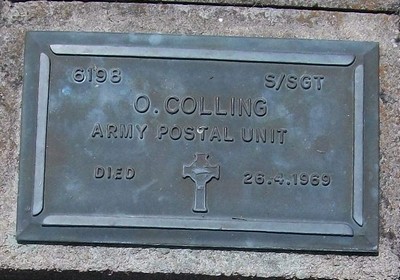 6198 S/SGT
O. COLLING
ARMY POSTAL UNIT
DIED 26.4.1969